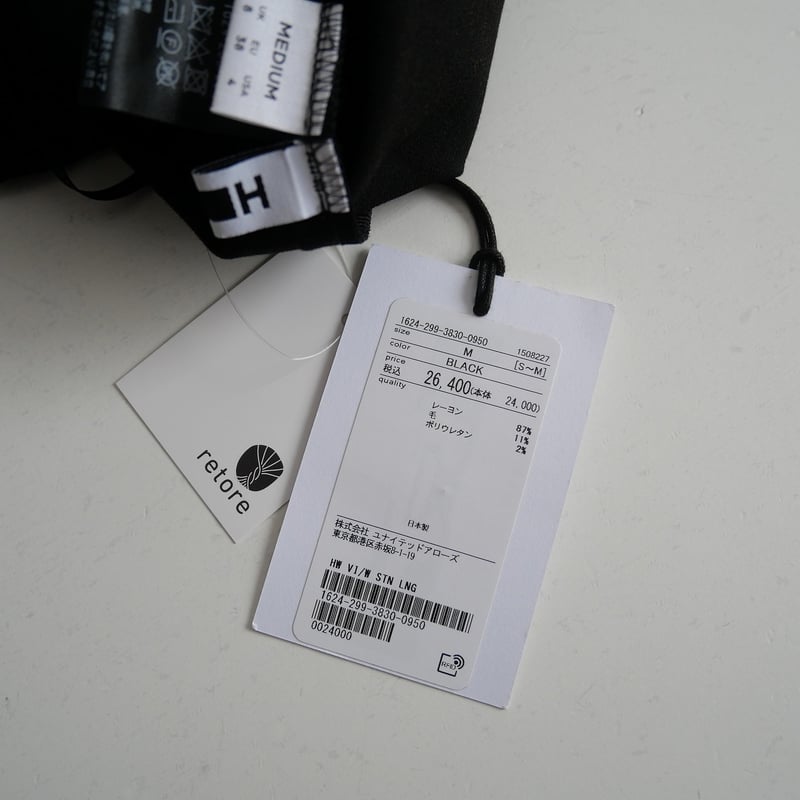 MEDIUM
UK EU USA
8 38 4
H
retore
1624-299-3830-0950
size M 1508227
color BLACK [S~M]
price
税込 26,400(本体 24,000)
quality
レーヨン 87%
毛 11%
ポリウレタン 2%
日本製
株式会社 ユナイテッドアローズ
東京都港区赤坂8-1-19
HW VI/W STN LNG
1624-299-3830-0950
0024000
RFID